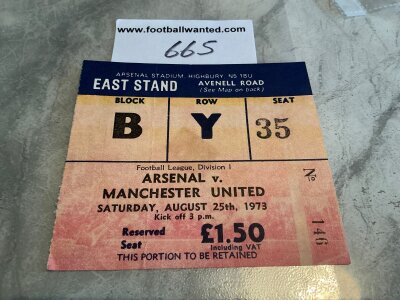 www.footballwanted.com
665
ARSENAL STADIUM, HIGHBURY N5 1BU
EAST STAND AVENELL ROAD
(See Map on back)
BLOCK ROW SEAT
B Y 35
Football League, Division 1
ARSENAL v.
MANCHESTER UNITED
SATURDAY, AUGUST 25th, 1973
Kick off 3 p.m.
Reserved
Seat
£1.50
Including VAT
THIS PORTION TO BE RETAINED
No 146